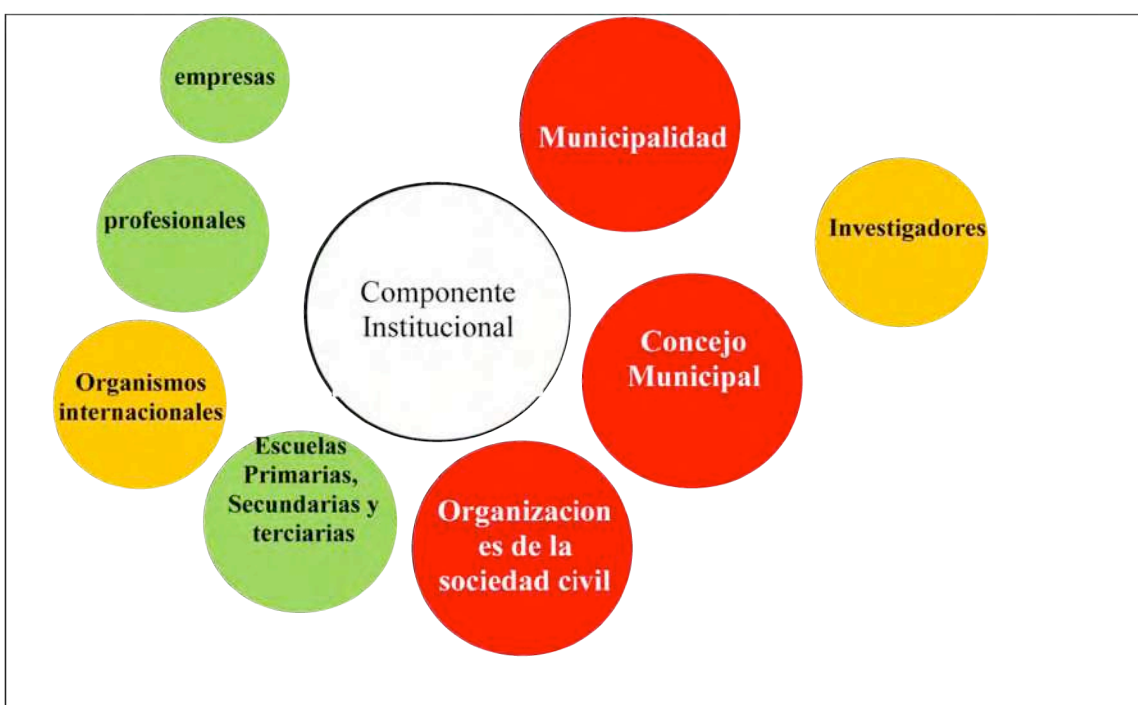 empresas
Municipalidad
profesionales
Investigadores
Componente
Institucional
Concejo
Municipal
Organismos
internacionales
Escuelas
Primarias,
Secundarias y
terciarias
Organizacion
es de la
sociedad civil